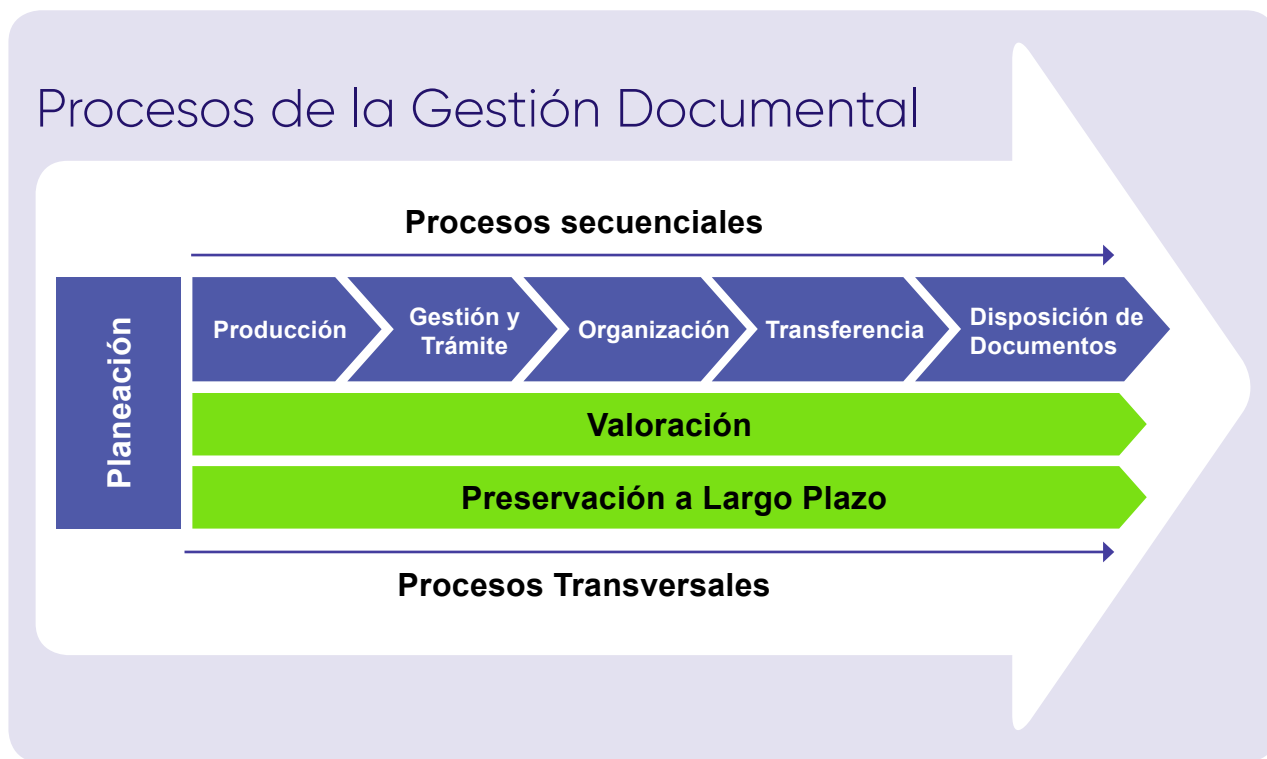 Procesos de la Gestión Documental
Procesos secuenciales
Planeación
Producción
Gestión y
Trámite
Organización
Transferencia
Disposición de
Documentos
Valoración
Preservación a Largo Plazo
Procesos Transversales